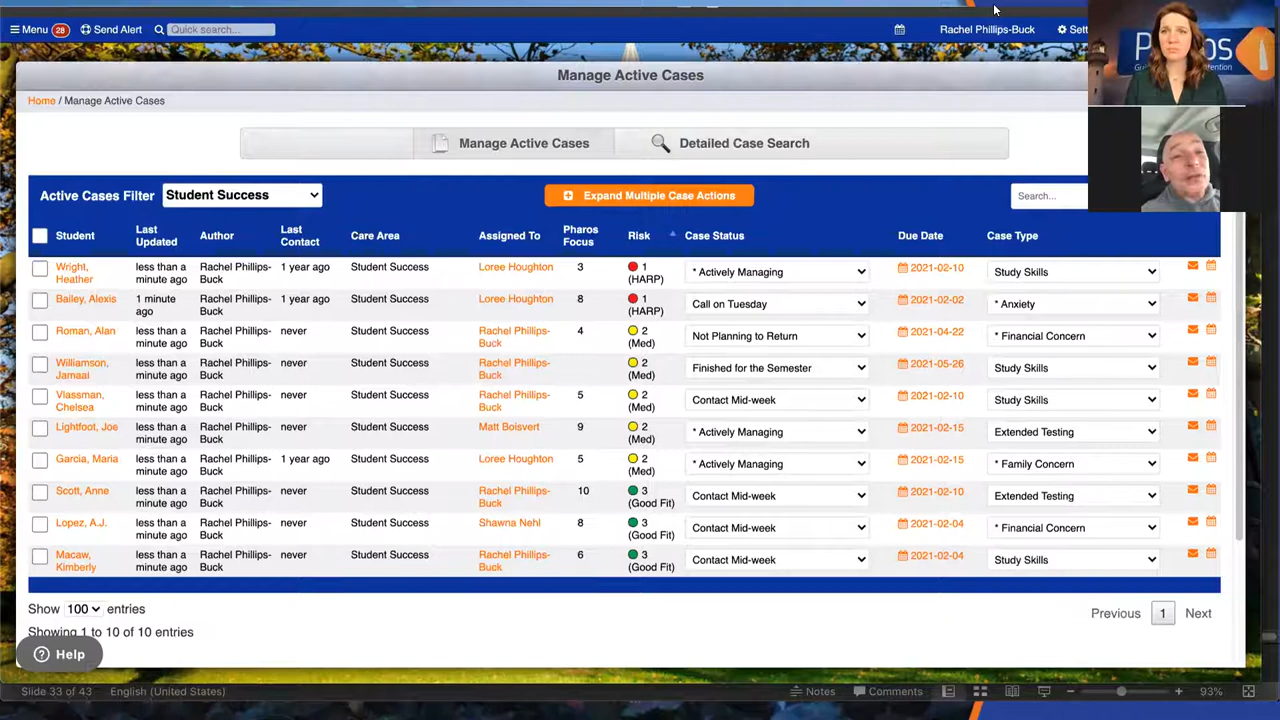 Menu 28 Send Alert Quick search... Rachel Phillips-Buck Sett
Manage Active Cases
Home / Manage Active Cases
Manage Active Cases Detailed Case Search
Active Cases Filter Student Success Expand Multiple Case Actions Search...
Student Last Updated Author Last Contact Care Area Assigned To Pharos Focus Risk Case Status Due Date Case Type
Wright, Heather less than a minute ago Rachel Phillips-Buck 1 year ago Student Success Loree Houghton 3 1 (HARP) * Actively Managing 2021-02-10 Study Skills
Bailey, Alexis 1 minute ago Rachel Phillips-Buck 1 year ago Student Success Loree Houghton 8 1 (HARP) Call on Tuesday 2021-02-02 * Anxiety
Roman, Alan less than a minute ago Rachel Phillips-Buck never Student Success Rachel Phillips-Buck 4 2 (Med) Not Planning to Return 2021-04-22 * Financial Concern
Williamson, Jamaai less than a minute ago Rachel Phillips-Buck never Student Success Rachel Phillips-Buck 2 (Med) Finished for the Semester 2021-05-26 Study Skills
Vlassman, Chelsea less than a minute ago Rachel Phillips-Buck never Student Success Rachel Phillips-Buck 5 2 (Med) Contact Mid-week 2021-02-10 Study Skills
Lightfoot, Joe less than a minute ago Rachel Phillips-Buck never Student Success Matt Boisvert 9 2 (Med) * Actively Managing 2021-02-15 Extended Testing
Garcia, Maria less than a minute ago Rachel Phillips-Buck 1 year ago Student Success Loree Houghton 5 2 (Med) * Actively Managing 2021-02-15 * Family Concern
Scott, Anne less than a minute ago Rachel Phillips-Buck never Student Success Rachel Phillips-Buck 10 3 (Good Fit) Contact Mid-week 2021-02-10 Extended Testing
Lopez, A.J. less than a minute ago Rachel Phillips-Buck never Student Success Shawna Nehl 8 3 (Good Fit) Contact Mid-week 2021-02-04 * Financial Concern
Macaw, Kimberly less than a minute ago Rachel Phillips-Buck never Student Success Rachel Phillips-Buck 6 3 (Good Fit) Contact Mid-week 2021-02-04 Study Skills
Show 100 entries
Previous 1 Next
Showing 1 to 10 of 10 entries
Help
Slide 33 of 43 English (United States) Notes Comments 93%